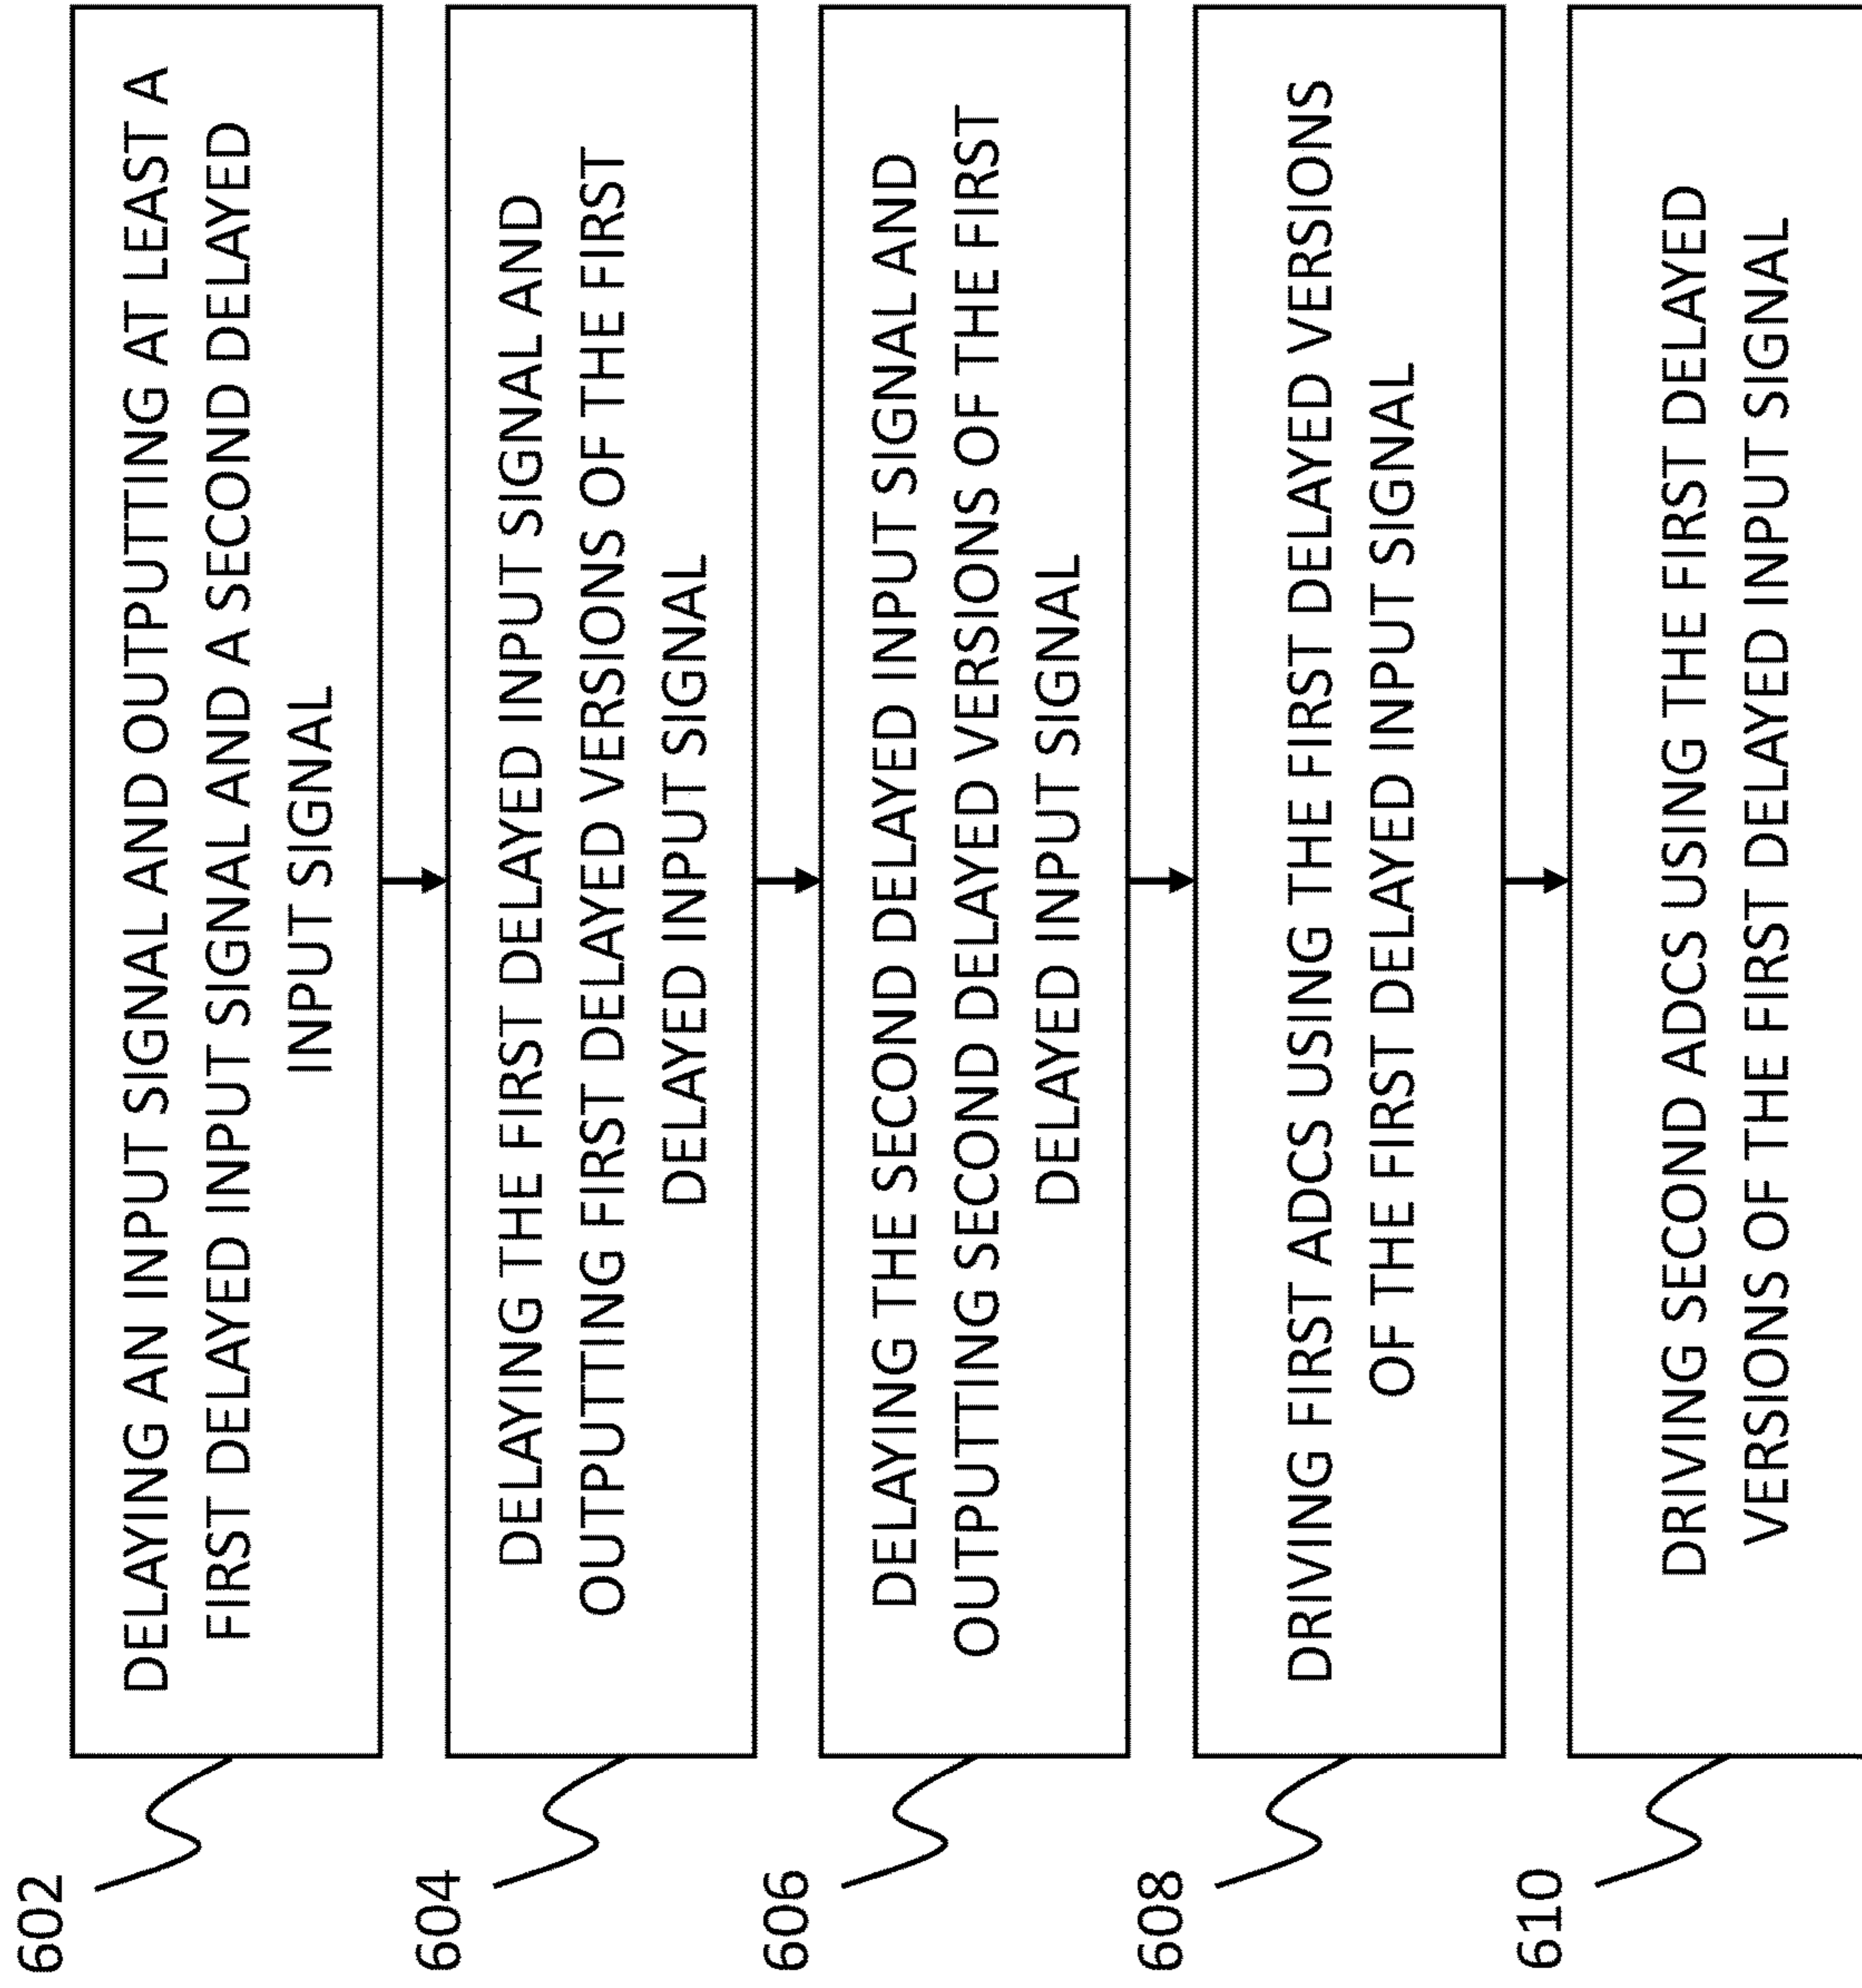 602
DELAYING AN INPUT SIGNAL AND OUTPUTTING AT LEAST A
FIRST DELAYED INPUT SIGNAL AND A SECOND DELAYED
INPUT SIGNAL
604
DELAYING THE FIRST DELAYED INPUT SIGNAL AND
OUTPUTTING FIRST DELAYED VERSIONS OF THE FIRST
DELAYED INPUT SIGNAL
606
DELAYING THE SECOND DELAYED INPUT SIGNAL AND
OUTPUTTING SECOND DELAYED VERSIONS OF THE FIRST
DELAYED INPUT SIGNAL
608
DRIVING FIRST ADCS USING THE FIRST DELAYED VERSIONS
OF THE FIRST DELAYED INPUT SIGNAL
610
DRIVING SECOND ADCS USING THE FIRST DELAYED
VERSIONS OF THE FIRST DELAYED INPUT SIGNAL